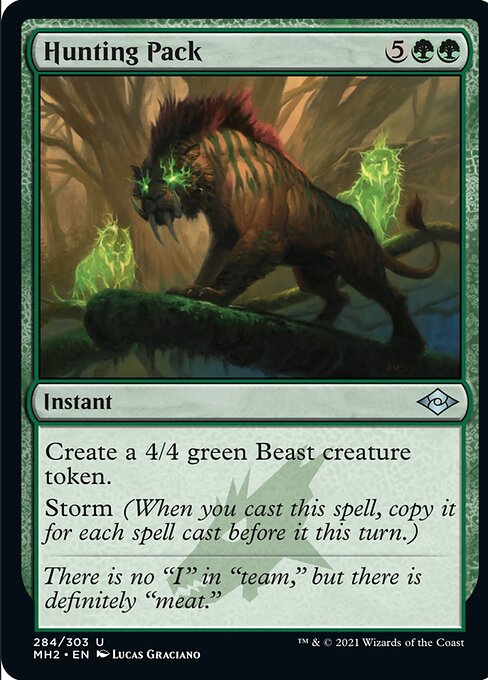 Hunting Pack 5
Instant
Create a 4/4 green Beast creature
token.
Storm (When you cast this spell, copy it
for each spell cast before it this turn.)
There is no “I” in “team,” but there is
definitely “meat.”
284/303 U
MH2 • EN LUCAS GRACIANO
™ & © 2021 Wizards of the Coast